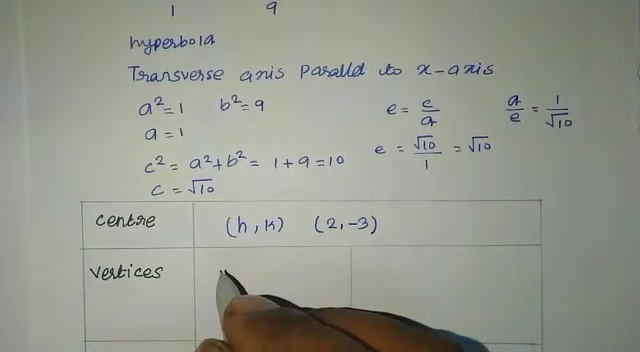 1 9
hyperbola
Transverse axis Parallel to x-axis
a²=1 b²=9 e = c/a a/e = 1/√10
a=1
c² = a²+b² = 1+9=10 e = √10/1 = √10
c = √10
centre (h, k) (2, -3)
vertices